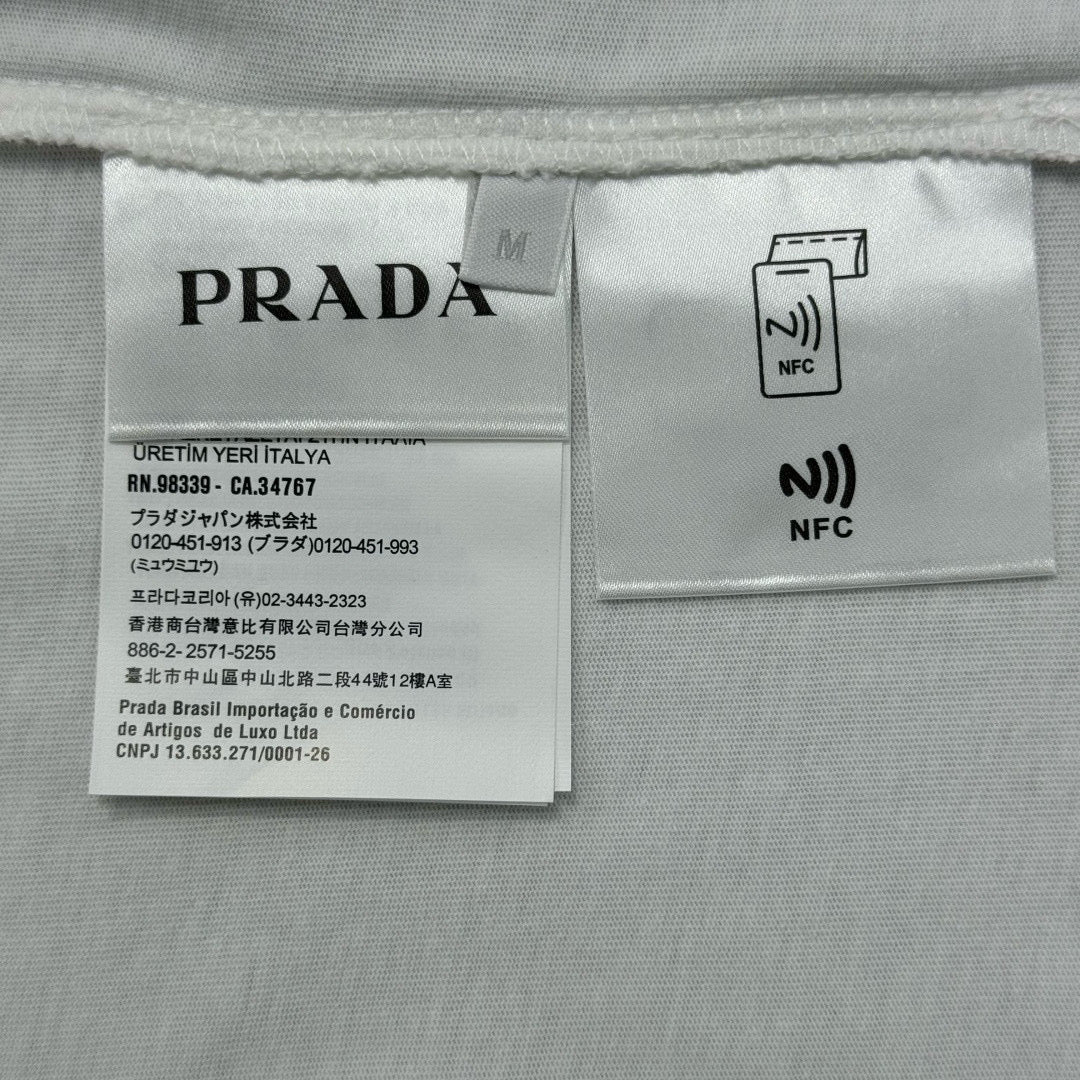 PRADA
M
ÜRETİM YERİ İTALYA
RN.98339 - CA.34767
プラダジャパン株式会社
0120-451-913 (プラダ)0120-451-993
(ミュウミュウ)
프라다코리아 (유)02-3443-2323
香港商台灣意比有限公司台灣分公司
886-2- 2571-5255
臺北市中山區中山北路二段44號12樓A室
Prada Brasil Importação e Comércio
de Artigos de Luxo Ltda
CNPJ 13.633.271/0001-26
NFC
NFC